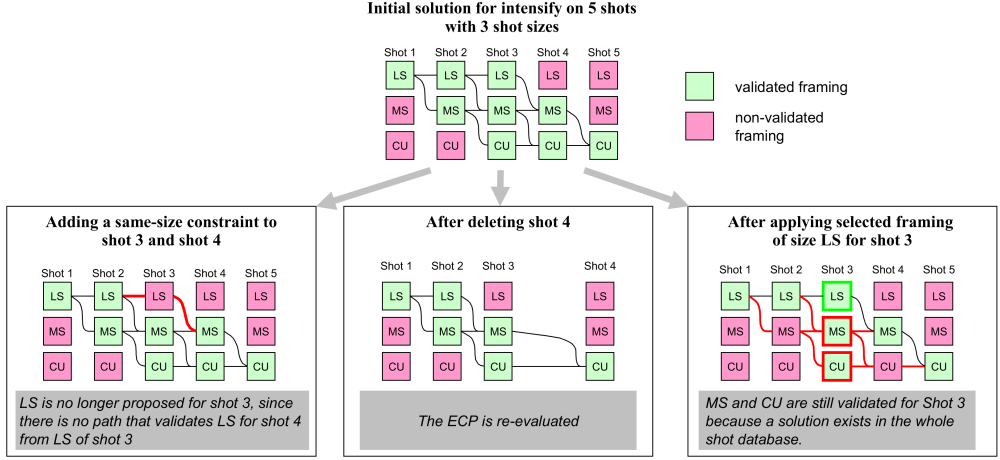 Initial solution for intensify on 5 shots
with 3 shot sizes
Shot 1 Shot 2 Shot 3 Shot 4 Shot 5
LS LS LS LS LS
MS MS MS MS MS
CU CU CU CU CU
validated framing
non-validated
framing
Adding a same-size constraint to
shot 3 and shot 4
Shot 1 Shot 2 Shot 3 Shot 4 Shot 5
LS LS LS LS LS
MS MS MS MS MS
CU CU CU CU CU
LS is no longer proposed for shot 3, since
there is no path that validates LS for shot 4
from LS of shot 3
After deleting shot 4
Shot 1 Shot 2 Shot 3 Shot 4
LS LS LS LS
MS MS MS MS
CU CU CU CU
The ECP is re-evaluated
After applying selected framing
of size LS for shot 3
Shot 1 Shot 2 Shot 3 Shot 4 Shot 5
LS LS LS LS LS
MS MS MS MS MS
CU CU CU CU CU
MS and CU are still validated for Shot 3
because a solution exists in the whole
shot database.